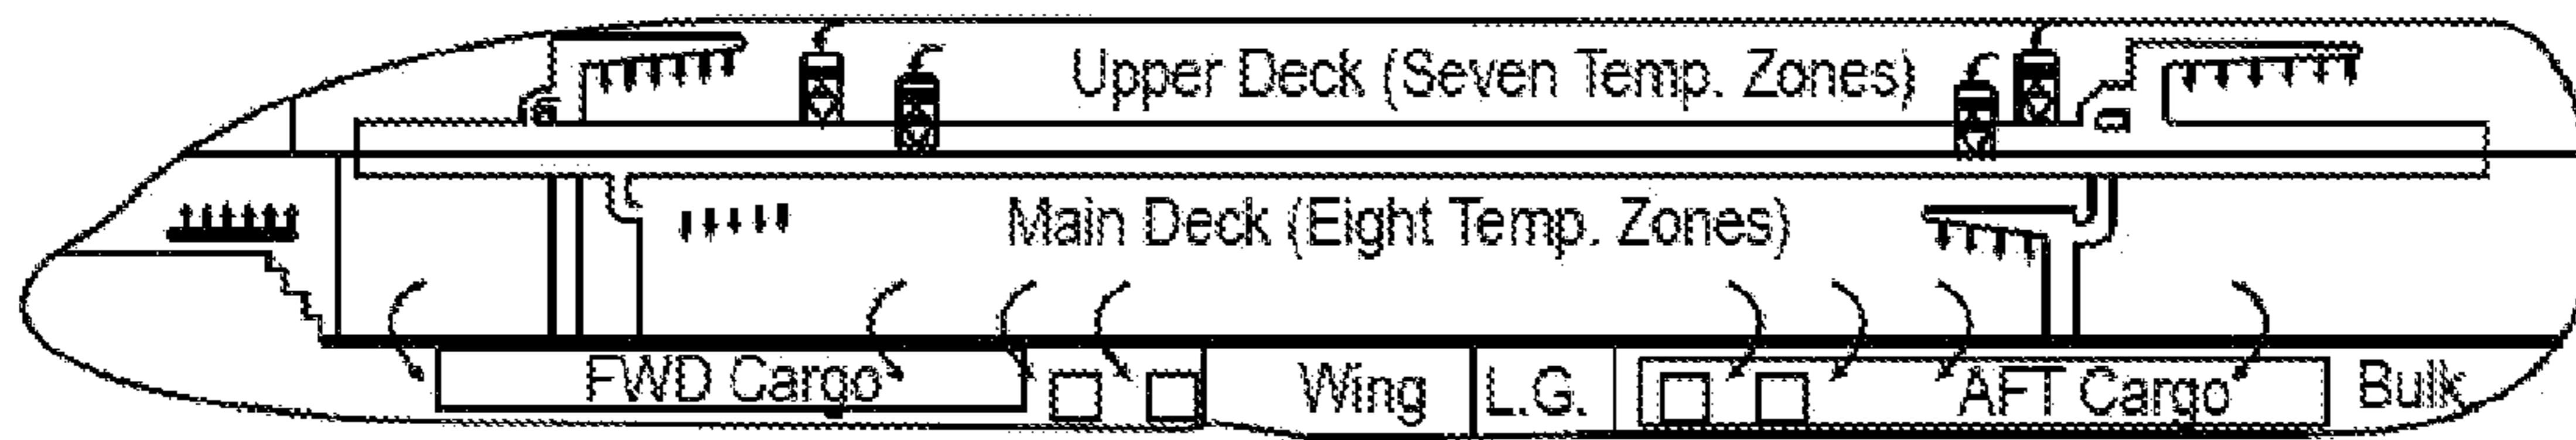 Upper Deck (Seven Temp. Zones)
Main Deck (Eight Temp. Zones)
FWD Cargo
Wing
L.G.
AFT Cargo
Bulk